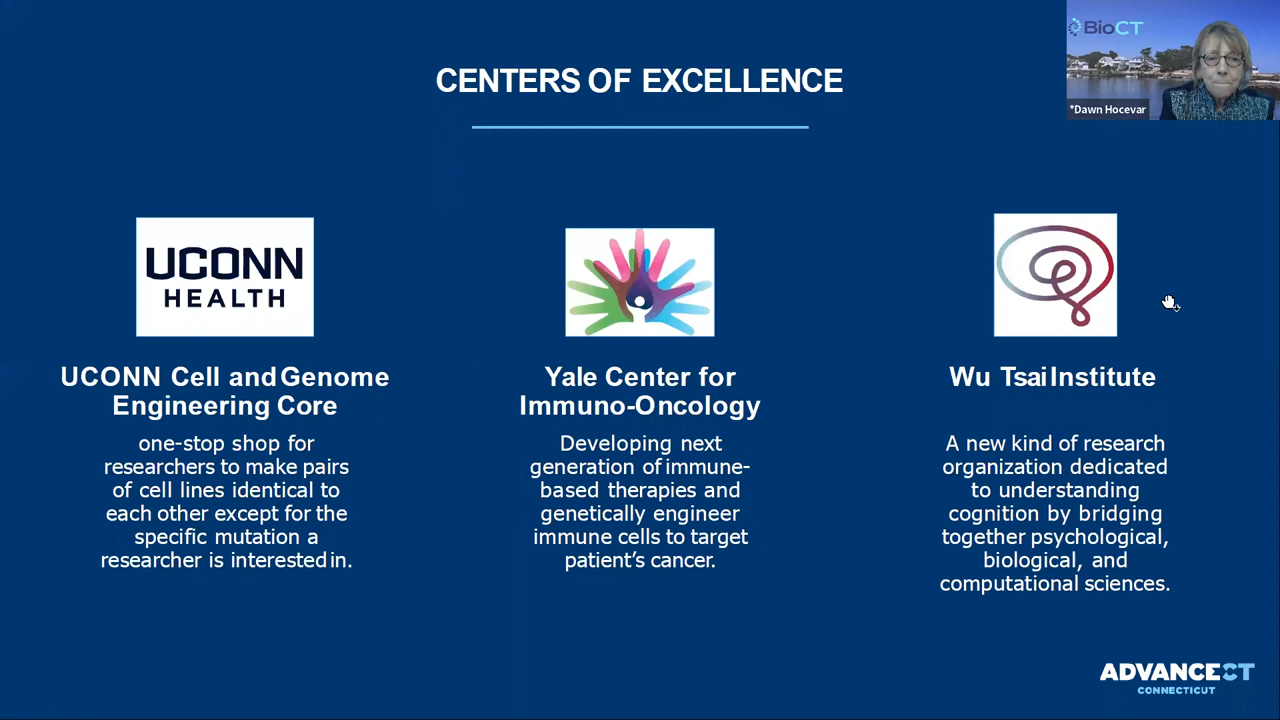 BioCT
*Dawn Hocevar
CENTERS OF EXCELLENCE
UCONN
HEALTH
UCONN Cell and Genome
Engineering Core
one-stop shop for
researchers to make pairs
of cell lines identical to
each other except for the
specific mutation a
researcher is interested in.
Yale Center for
Immuno-Oncology
Developing next
generation of immune-
based therapies and
genetically engineer
immune cells to target
patient’s cancer.
Wu Tsai Institute
A new kind of research
organization dedicated
to understanding
cognition by bridging
together psychological,
biological, and
computational sciences.
ADVANCECT
CONNECTICUT